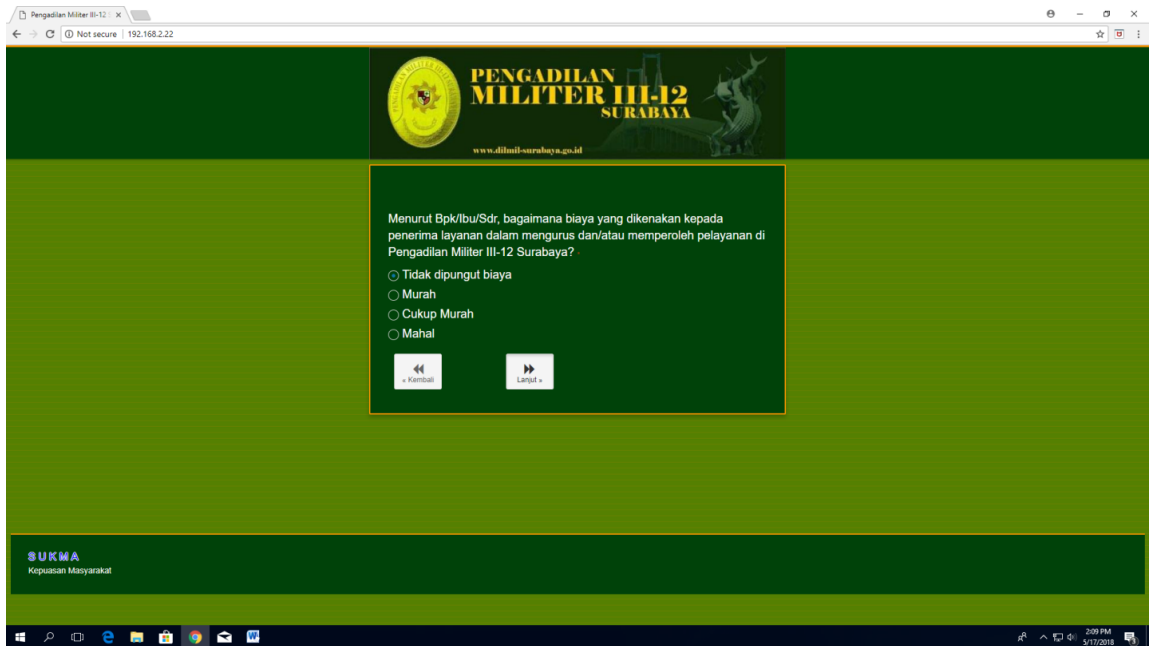 Pengadilan Militer III-12
Not secure | 192.168.2.22
PENGADILAN
MILITER III-12
SURABAYA
www.dilmil-surabaya.go.id
Menurut Bpk/Ibu/Sdr, bagaimana biaya yang dikenakan kepada
penerima layanan dalam mengurus dan/atau memperoleh pelayanan di
Pengadilan Militer III-12 Surabaya?
Tidak dipungut biaya
Murah
Cukup Murah
Mahal
« Kembali
Lanjut »
SUKMA
Kepuasan Masyarakat
2:09 PM
5/17/2018